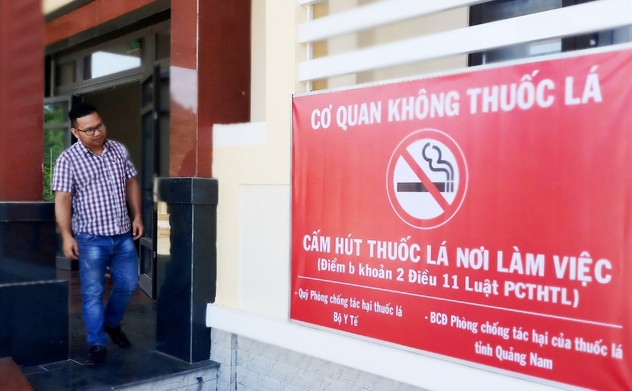 CƠ QUAN KHÔNG THUỐC LÁ
CẤM HÚT THUỐC LÁ NƠI LÀM VIỆC
(Điểm b khoản 2 Điều 11 Luật PCTHTL)
- Quỹ Phòng chống tác hại thuốc lá
Bộ Y Tế
- BCĐ Phòng chống tác hại của thuốc lá
tỉnh Quảng Nam